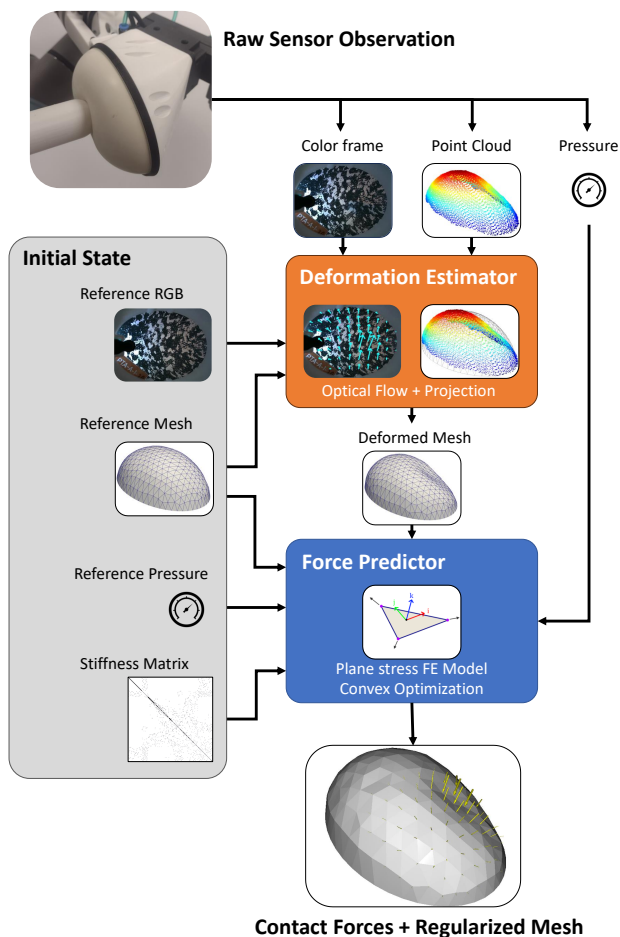 Raw Sensor Observation
Color frame
Point Cloud
Pressure
Initial State
Reference RGB
Deformation Estimator
Optical Flow + Projection
Reference Mesh
Deformed Mesh
Force Predictor
Reference Pressure
k
i
Plane stress FE Model
Convex Optimization
Stiffness Matrix
Contact Forces + Regularized Mesh